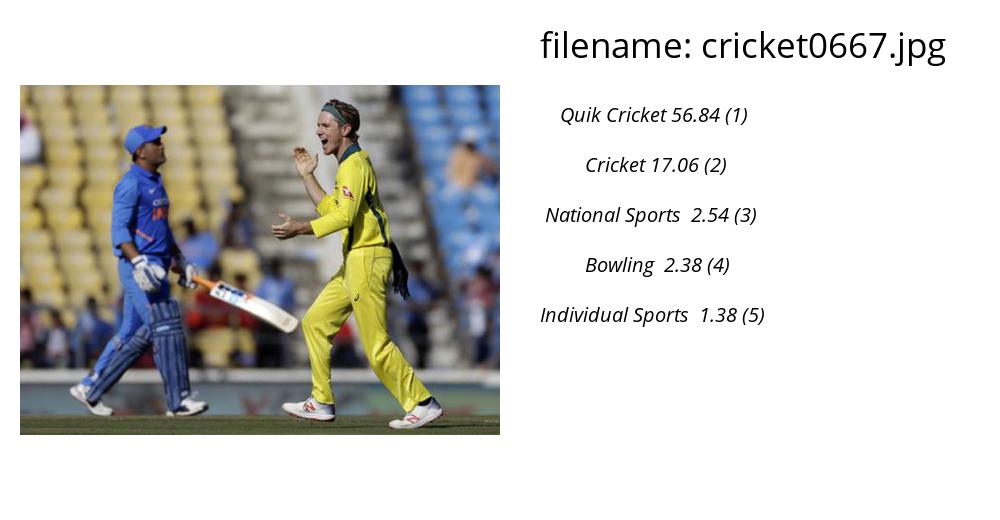 filename: cricket0667.jpg
Quik Cricket 56.84 (1)
Cricket 17.06 (2)
National Sports 2.54 (3)
Bowling 2.38 (4)
Individual Sports 1.38 (5)